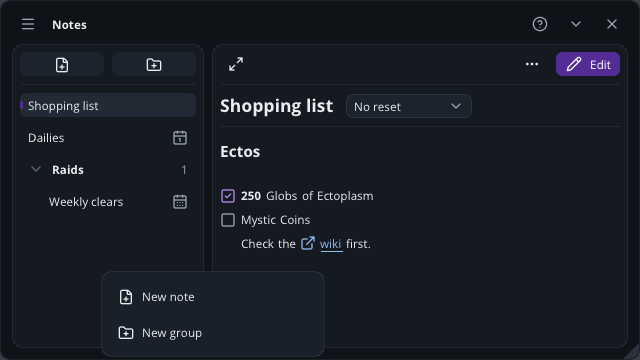 Notes
Edit
Shopping list
Dailies
Raids 1
Weekly clears
Shopping list No reset
Ectos
250 Globs of Ectoplasm
Mystic Coins
Check the wiki first.
New note
New group